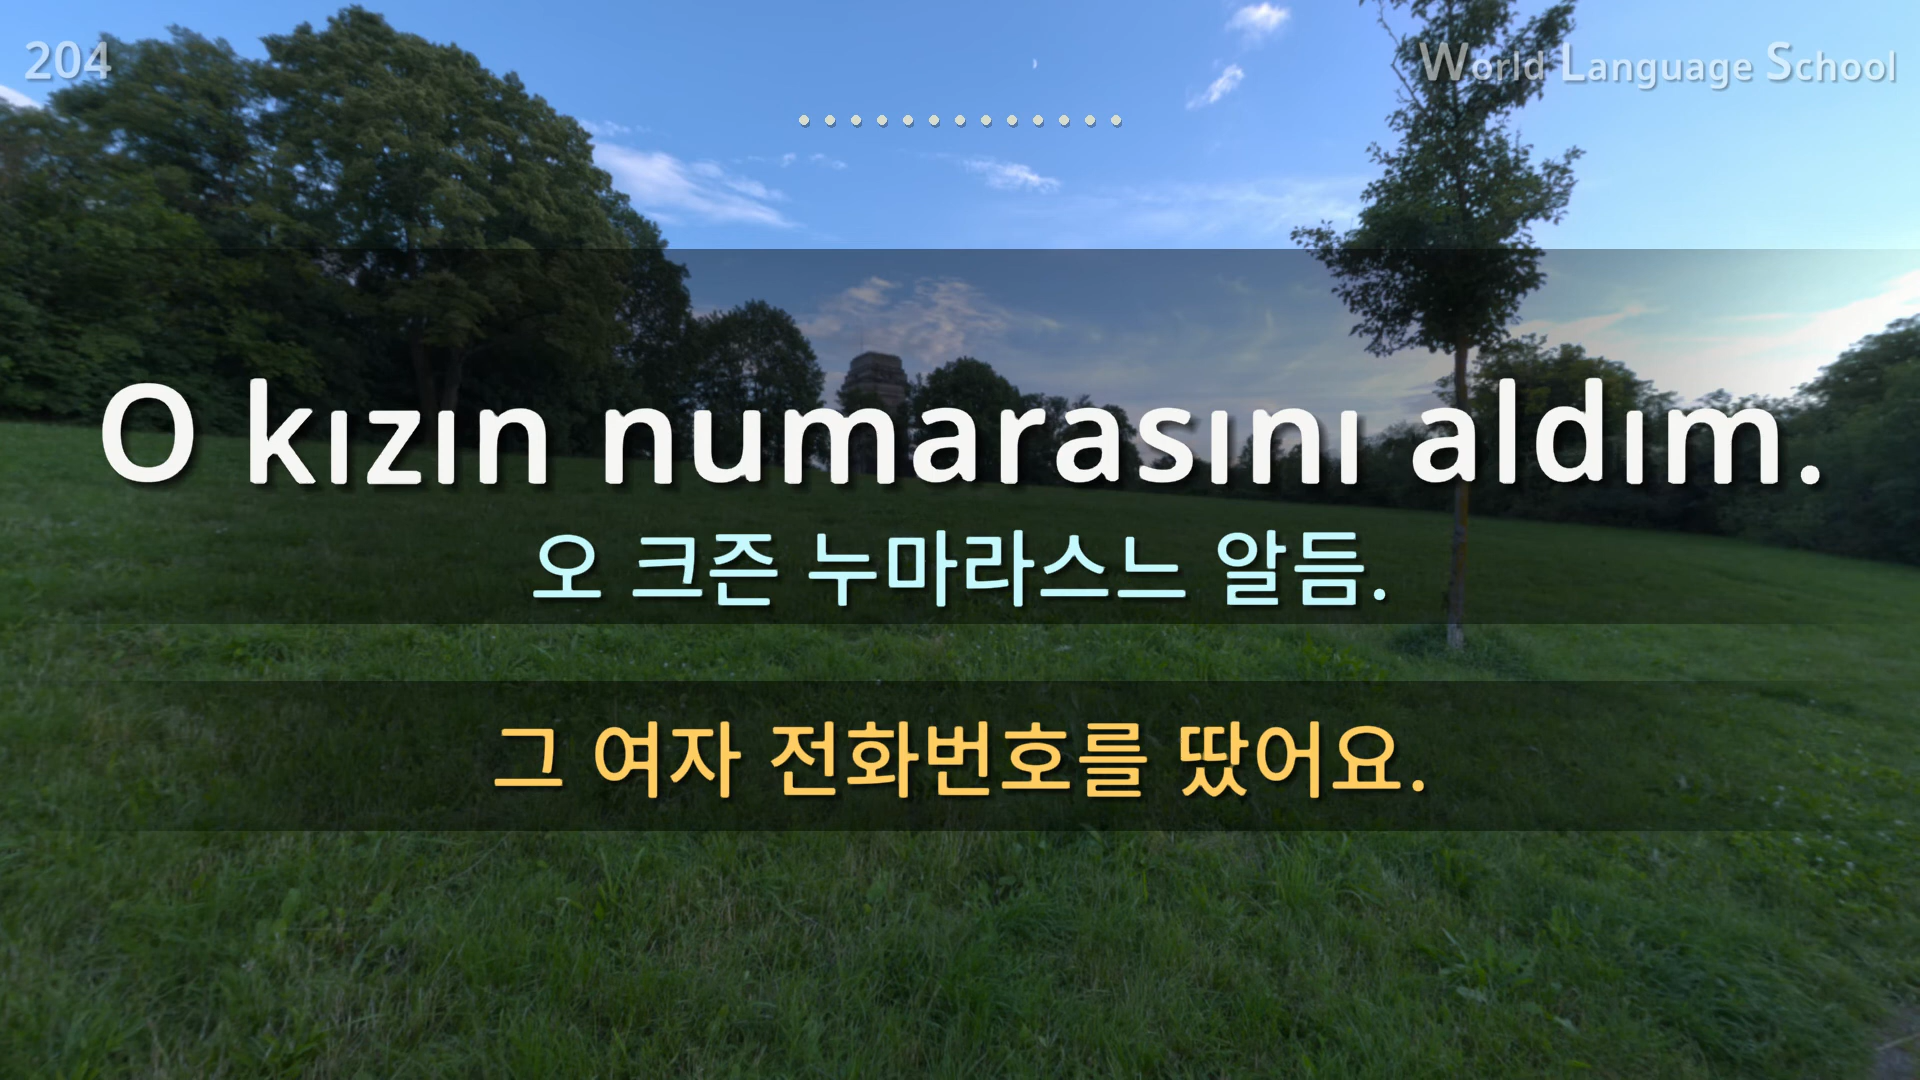 204
World Language School
O kızın numarasını aldım.
오 크즌 누마라스느 알듬.
그 여자 전화번호를 땄어요.